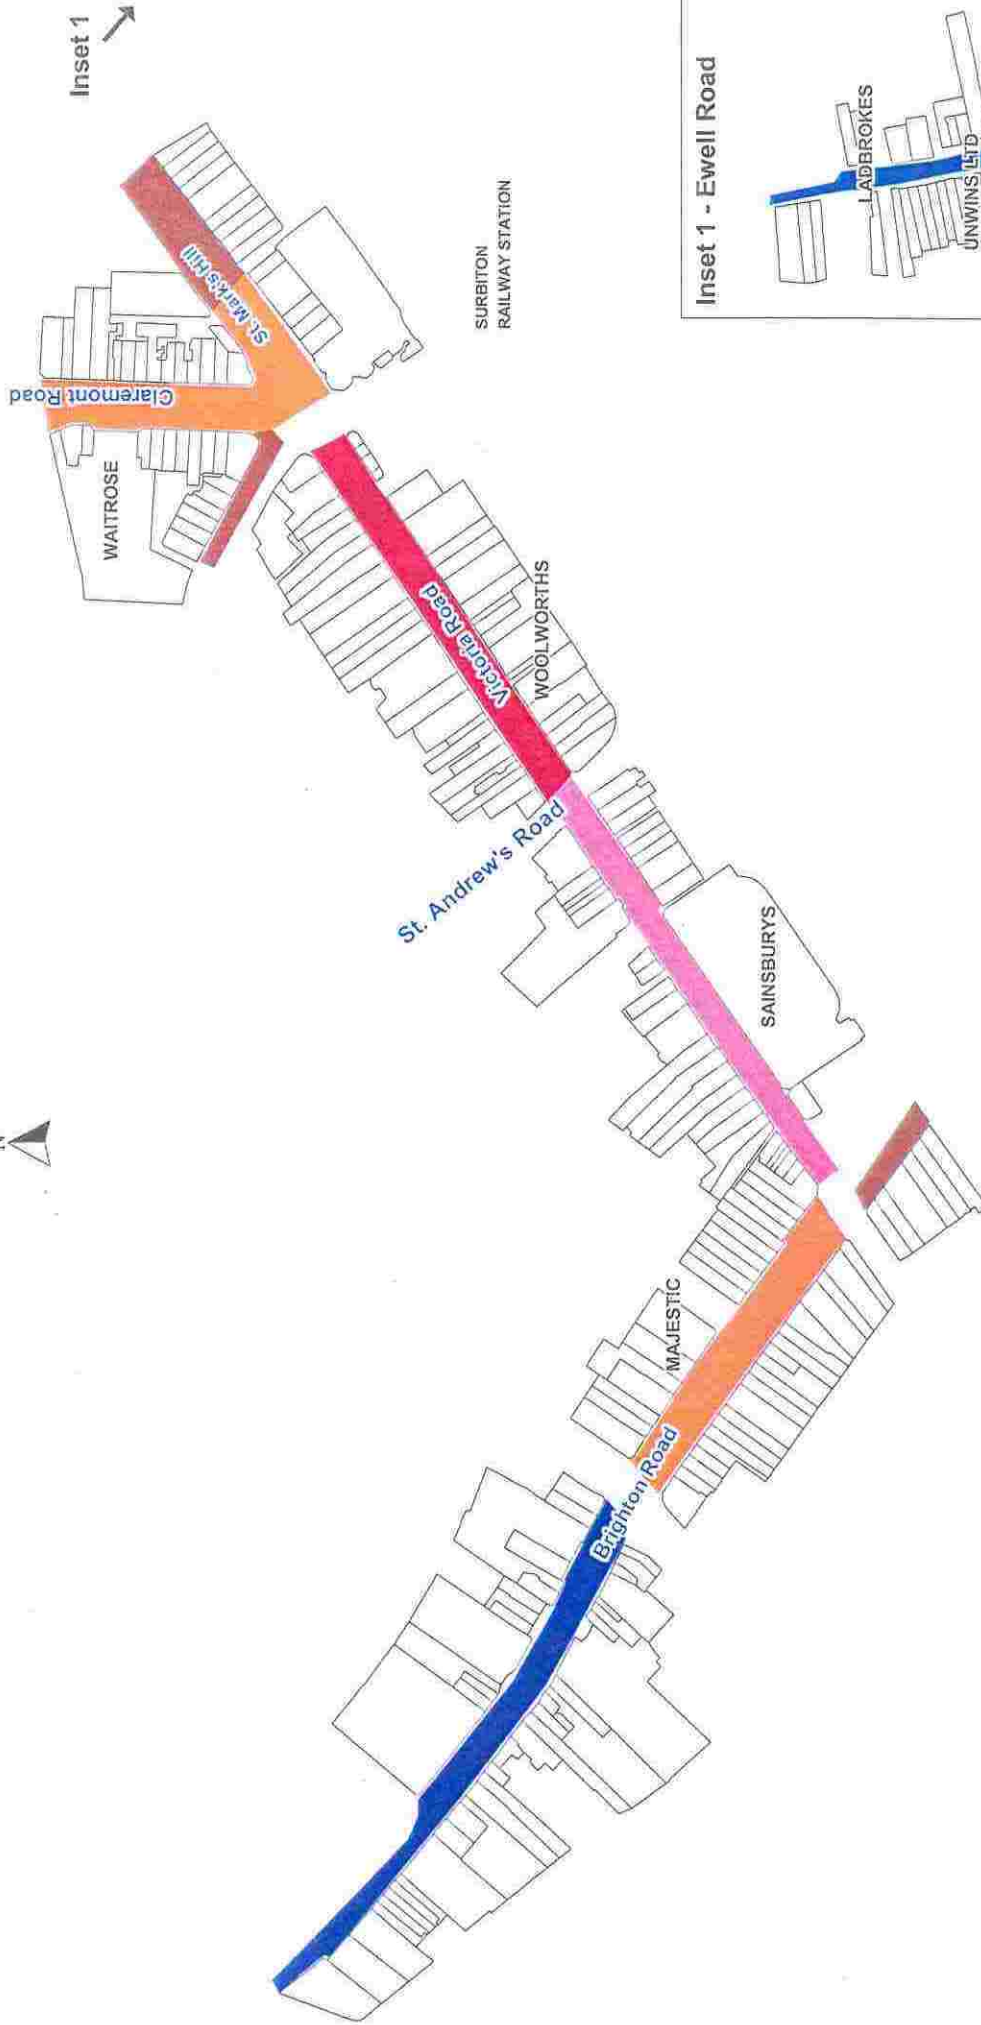 Inset 1
N
St. Mark's Hill
Claremont Road
WAITROSE
SURBITON
RAILWAY STATION
Victoria Road
WOOLWORTHS
St. Andrew's Road
SAINSBURYS
MAJESTIC
Brighton Road
Inset 1 - Ewell Road
LADBROKES
UNWINS LTD